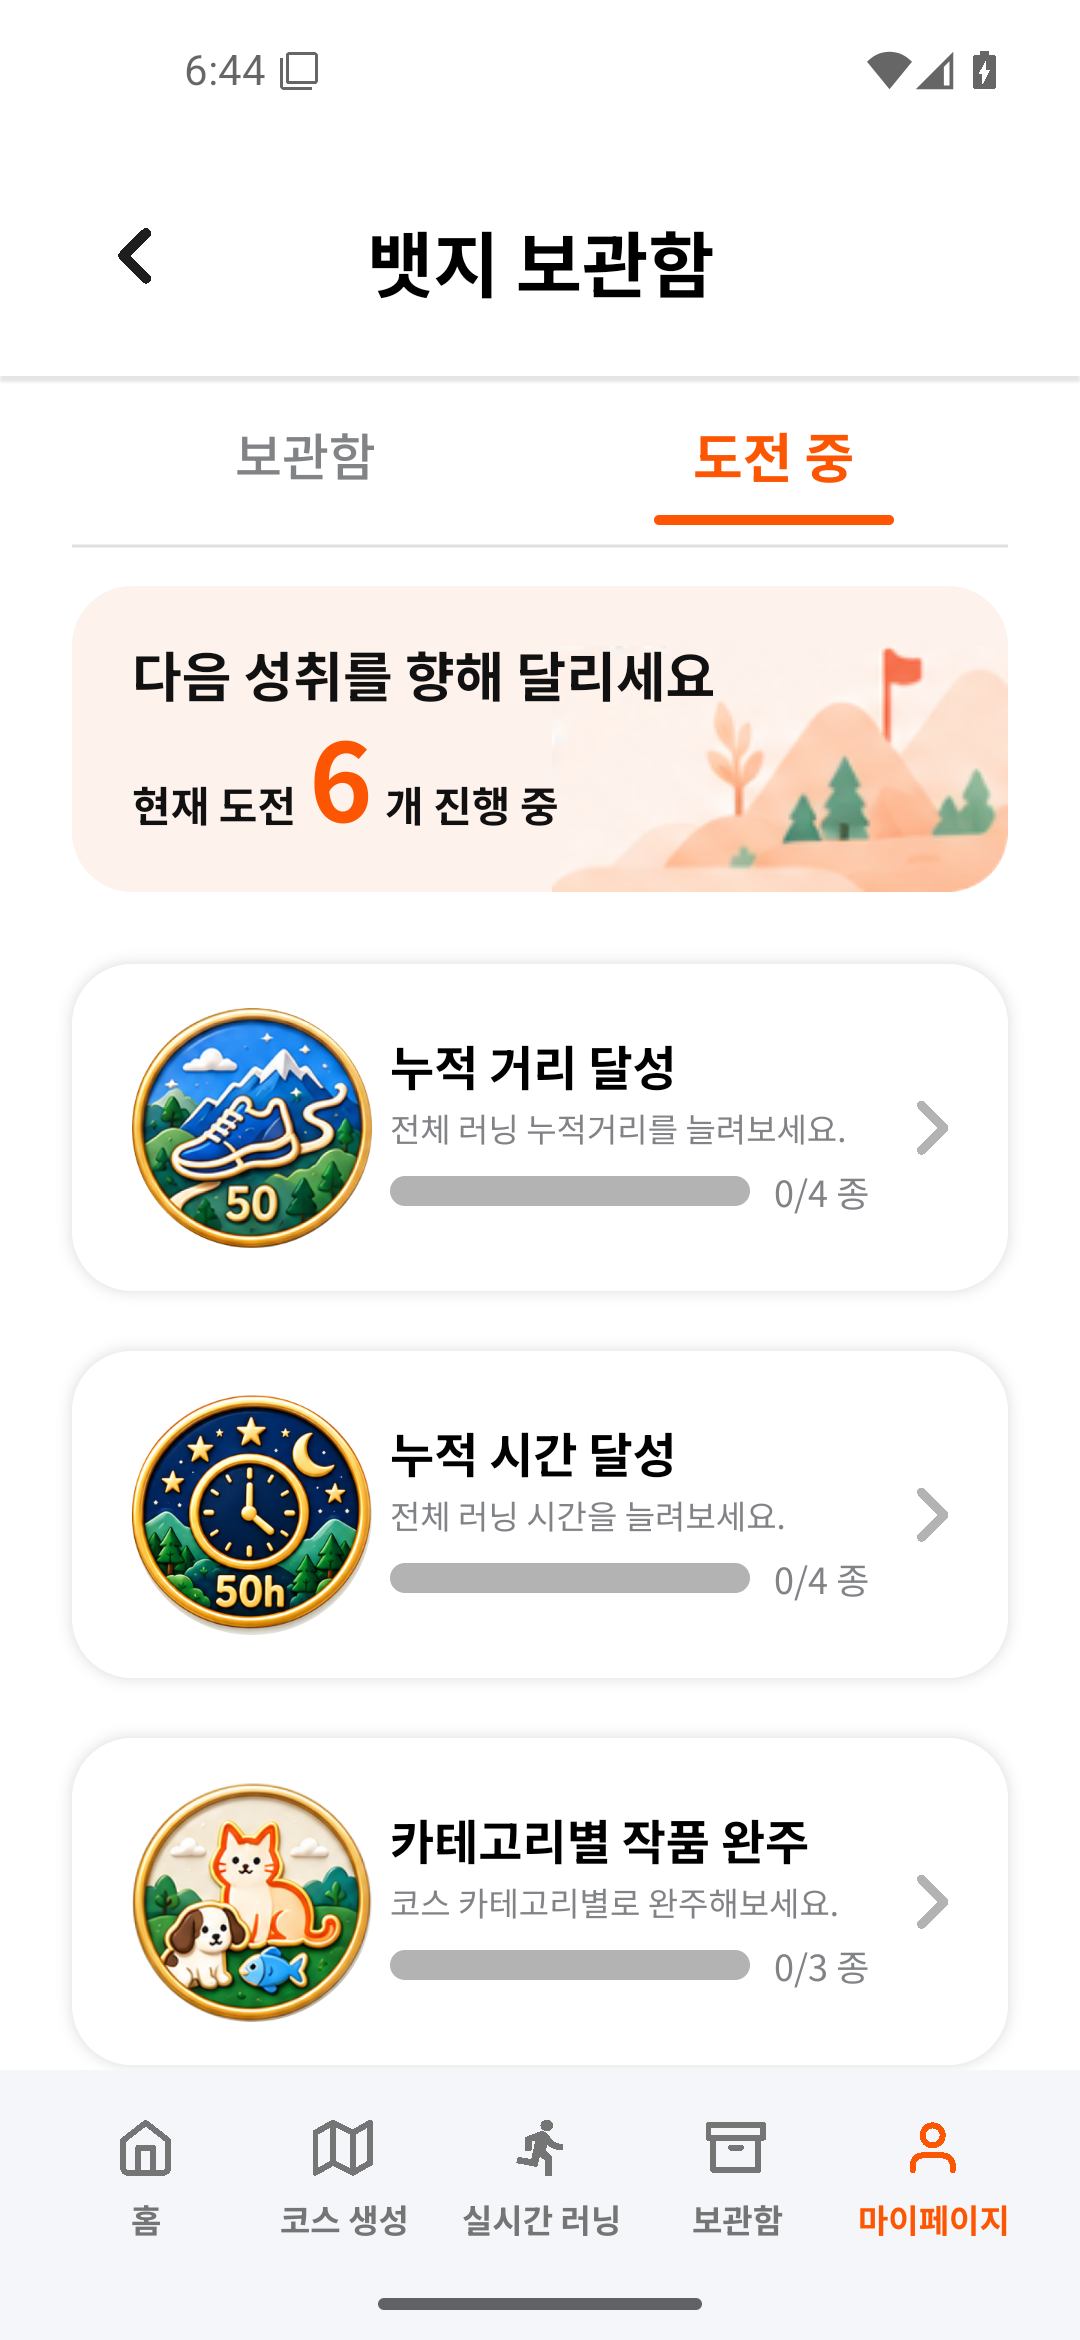 6:44
뱃지 보관함
보관함
도전 중
다음 성취를 향해 달리세요
현재 도전 6 개 진행 중
50
누적 거리 달성
전체 러닝 누적거리를 늘려보세요.
0/4 종
50h
누적 시간 달성
전체 러닝 시간을 늘려보세요.
0/4 종
카테고리별 작품 완주
코스 카테고리별로 완주해보세요.
0/3 종
홈
코스 생성
실시간 러닝
보관함
마이페이지